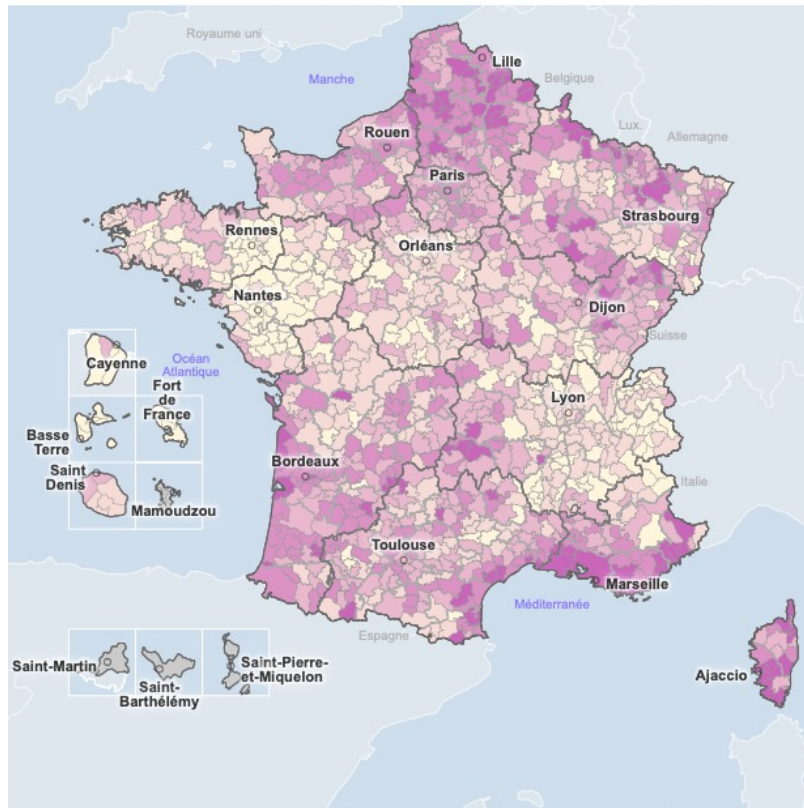 Royaume uni
Lille
Manche
Belgique
Lux.
Allemagne
Rouen
Paris
Strasbourg
Rennes
Orléans
Nantes
Dijon
Suisse
Cayenne
Océan
Atlantique
Fort
de
France
Lyon
Basse
Terre
Bordeaux
Saint
Denis
Italie
Mamoudzou
Toulouse
Marseille
Méditerranée
Espagne
Saint-Martin
Saint-Pierre-
et-Miquelon
Saint-
Barthélémy
Ajaccio